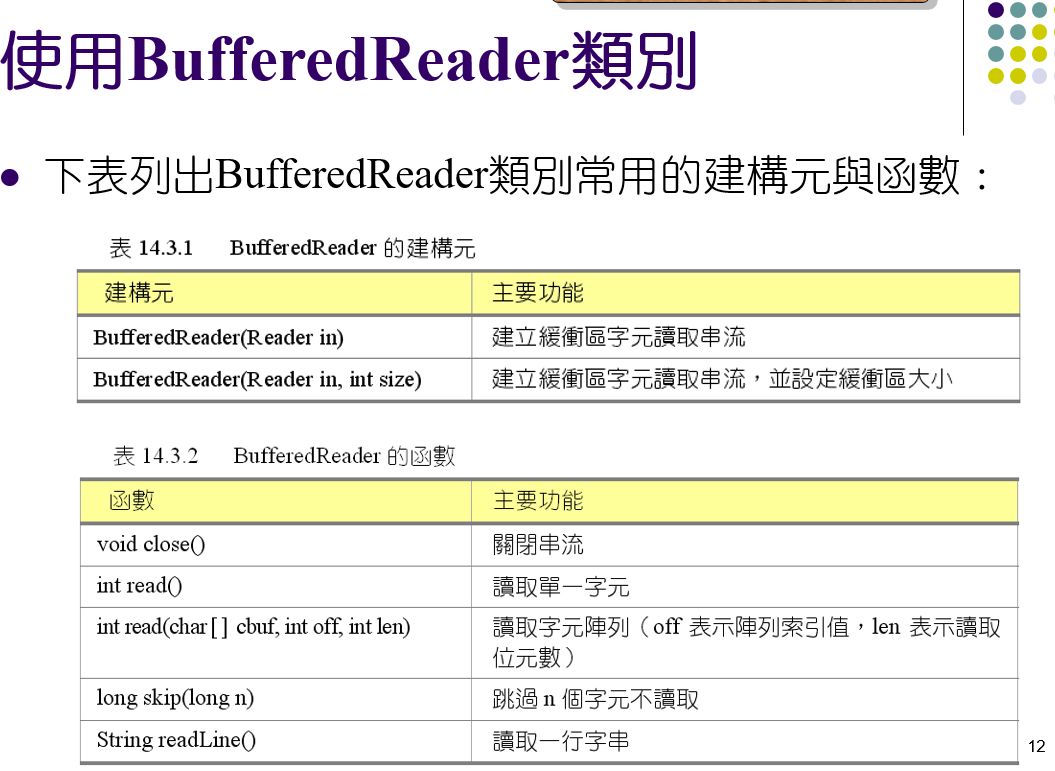 使用BufferedReader類別
● 下表列出BufferedReader類別常用的建構元與函數：
表 14.3.1 BufferedReader 的建構元
建構元 主要功能
BufferedReader(Reader in) 建立緩衝區字元讀取串流
BufferedReader(Reader in, int size) 建立緩衝區字元讀取串流，並設定緩衝區大小
表 14.3.2 BufferedReader 的函數
函數 主要功能
void close() 關閉串流
int read() 讀取單一字元
int read(char[ ] cbuf, int off, int len) 讀取字元陣列（off 表示陣列索引值，len 表示讀取
位元數）
long skip(long n) 跳過 n 個字元不讀取
String readLine() 讀取一行字串
12